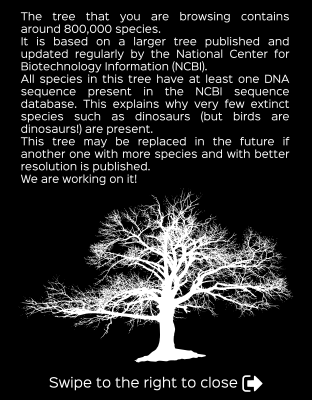 The tree that you are browsing contains
around 800,000 species.
It is based on a larger tree published and
updated regularly by the National Center for
Biotechnology Information (NCBI).
All species in this tree have at least one DNA
sequence present in the NCBI sequence
database. This explains why very few extinct
species such as dinosaurs (but birds are
dinosaurs!) are present.
This tree may be replaced in the future if
another one with more species and with better
resolution is published.
We are working on it!
Swipe to the right to close